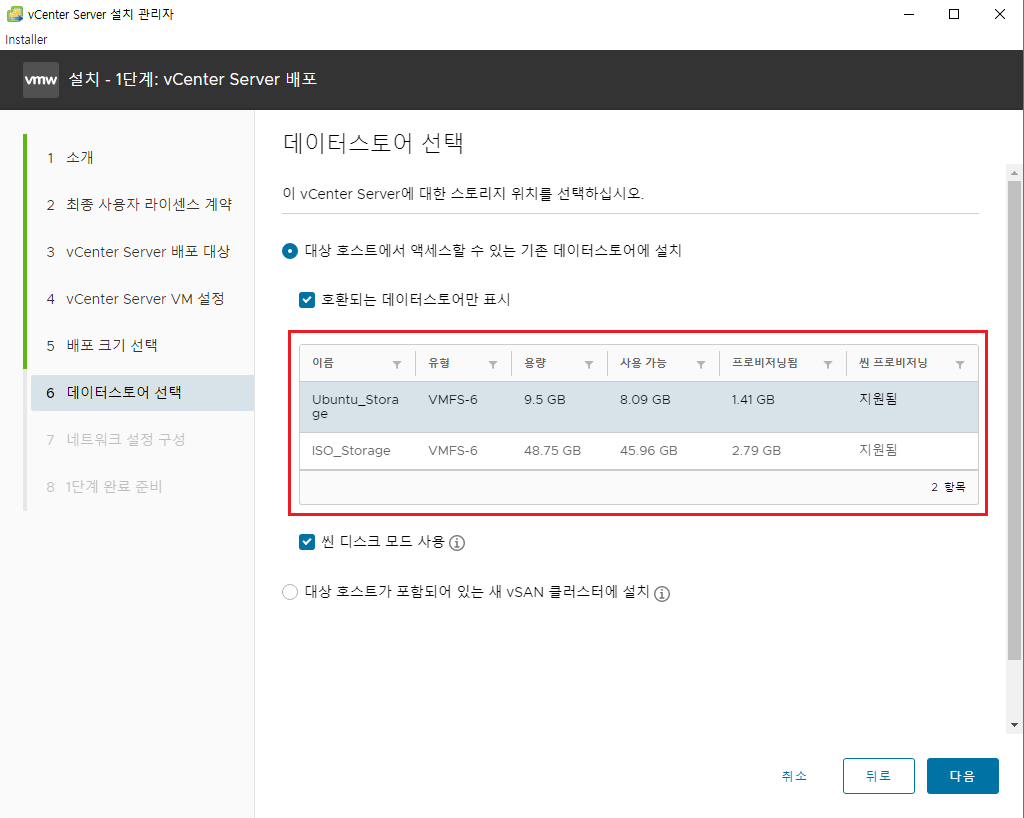 vCenter Server 설치 관리자
Installer
vmw 설치 - 1단계: vCenter Server 배포
1 소개
2 최종 사용자 라이센스 계약
3 vCenter Server 배포 대상
4 vCenter Server VM 설정
5 배포 크기 선택
6 데이터스토어 선택
7 네트워크 설정 구성
8 1단계 완료 준비
데이터스토어 선택
이 vCenter Server에 대한 스토리지 위치를 선택하십시오.
대상 호스트에서 액세스할 수 있는 기존 데이터스토어에 설치
호환되는 데이터스토어만 표시
이름 유형 용량 사용 가능 프로비저닝됨 씬 프로비저닝
Ubuntu_Stora VMFS-6 9.5 GB 8.09 GB 1.41 GB 지원됨
ge
ISO_Storage VMFS-6 48.75 GB 45.96 GB 2.79 GB 지원됨
2 항목
씬 디스크 모드 사용
대상 호스트가 포함되어 있는 새 vSAN 클러스터에 설치
취소 뒤로 다음